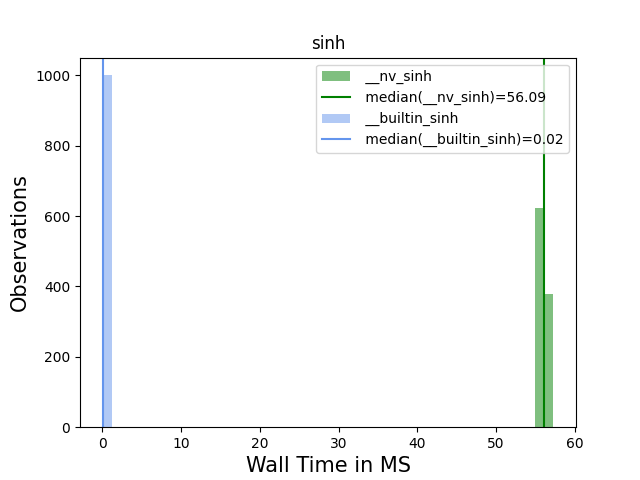 sinh
__nv_sinh
median(__nv_sinh)=56.09
__builtin_sinh
median(__builtin_sinh)=0.02
Observations
1000
800
600
400
200
0
0 10 20 30 40 50 60
Wall Time in MS